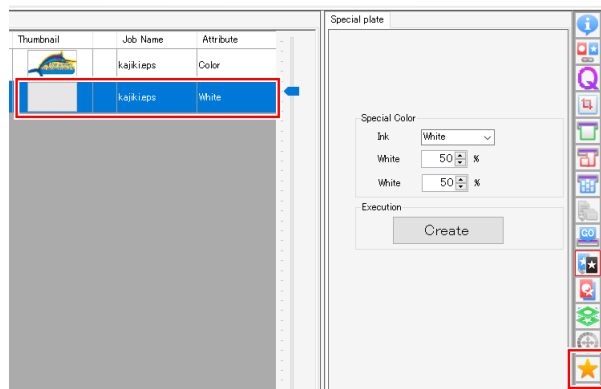 Special plate
Thumbnail Job Name Attribute
kajiki.eps Color
kajiki.eps White
Special Color
Ink White
White 50 %
White 50 %
Execution
Create
Q
GO